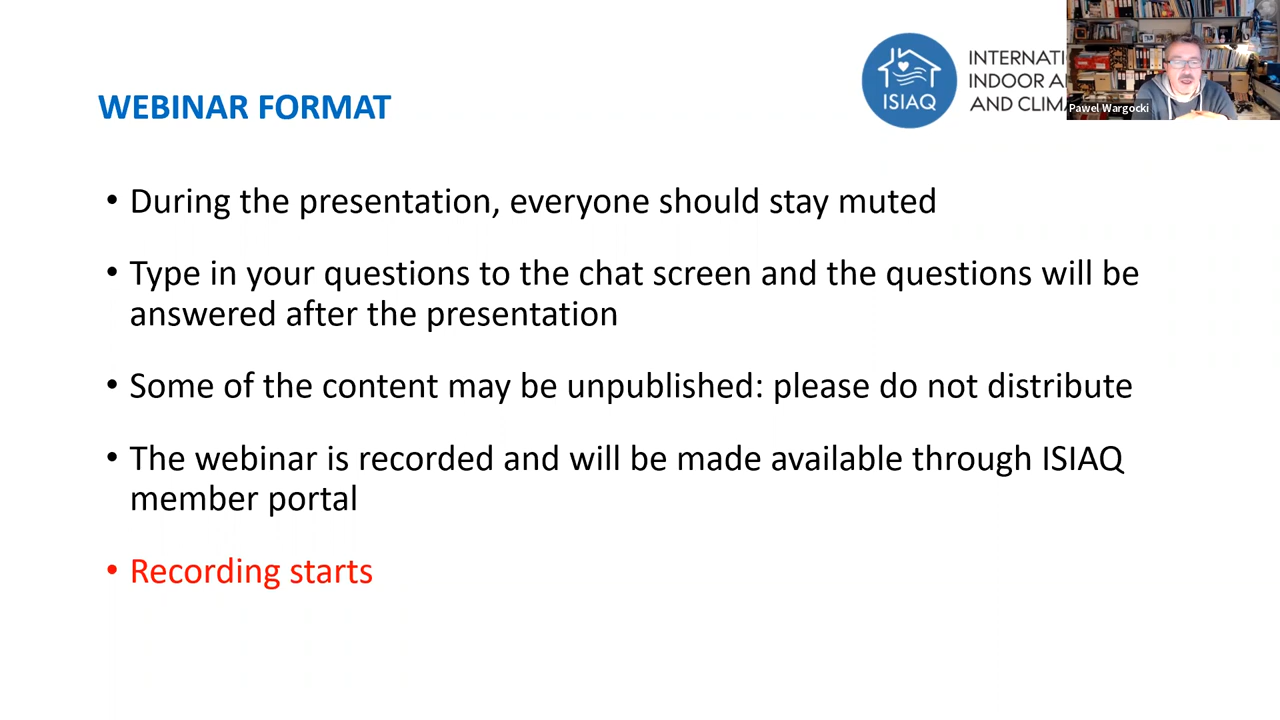 WEBINAR FORMAT
ISIAQ
INTERNATI
INDOOR A
AND CLIM
Pawel Wargocki
• During the presentation, everyone should stay muted
• Type in your questions to the chat screen and the questions will be
answered after the presentation
• Some of the content may be unpublished: please do not distribute
• The webinar is recorded and will be made available through ISIAQ
member portal
• Recording starts